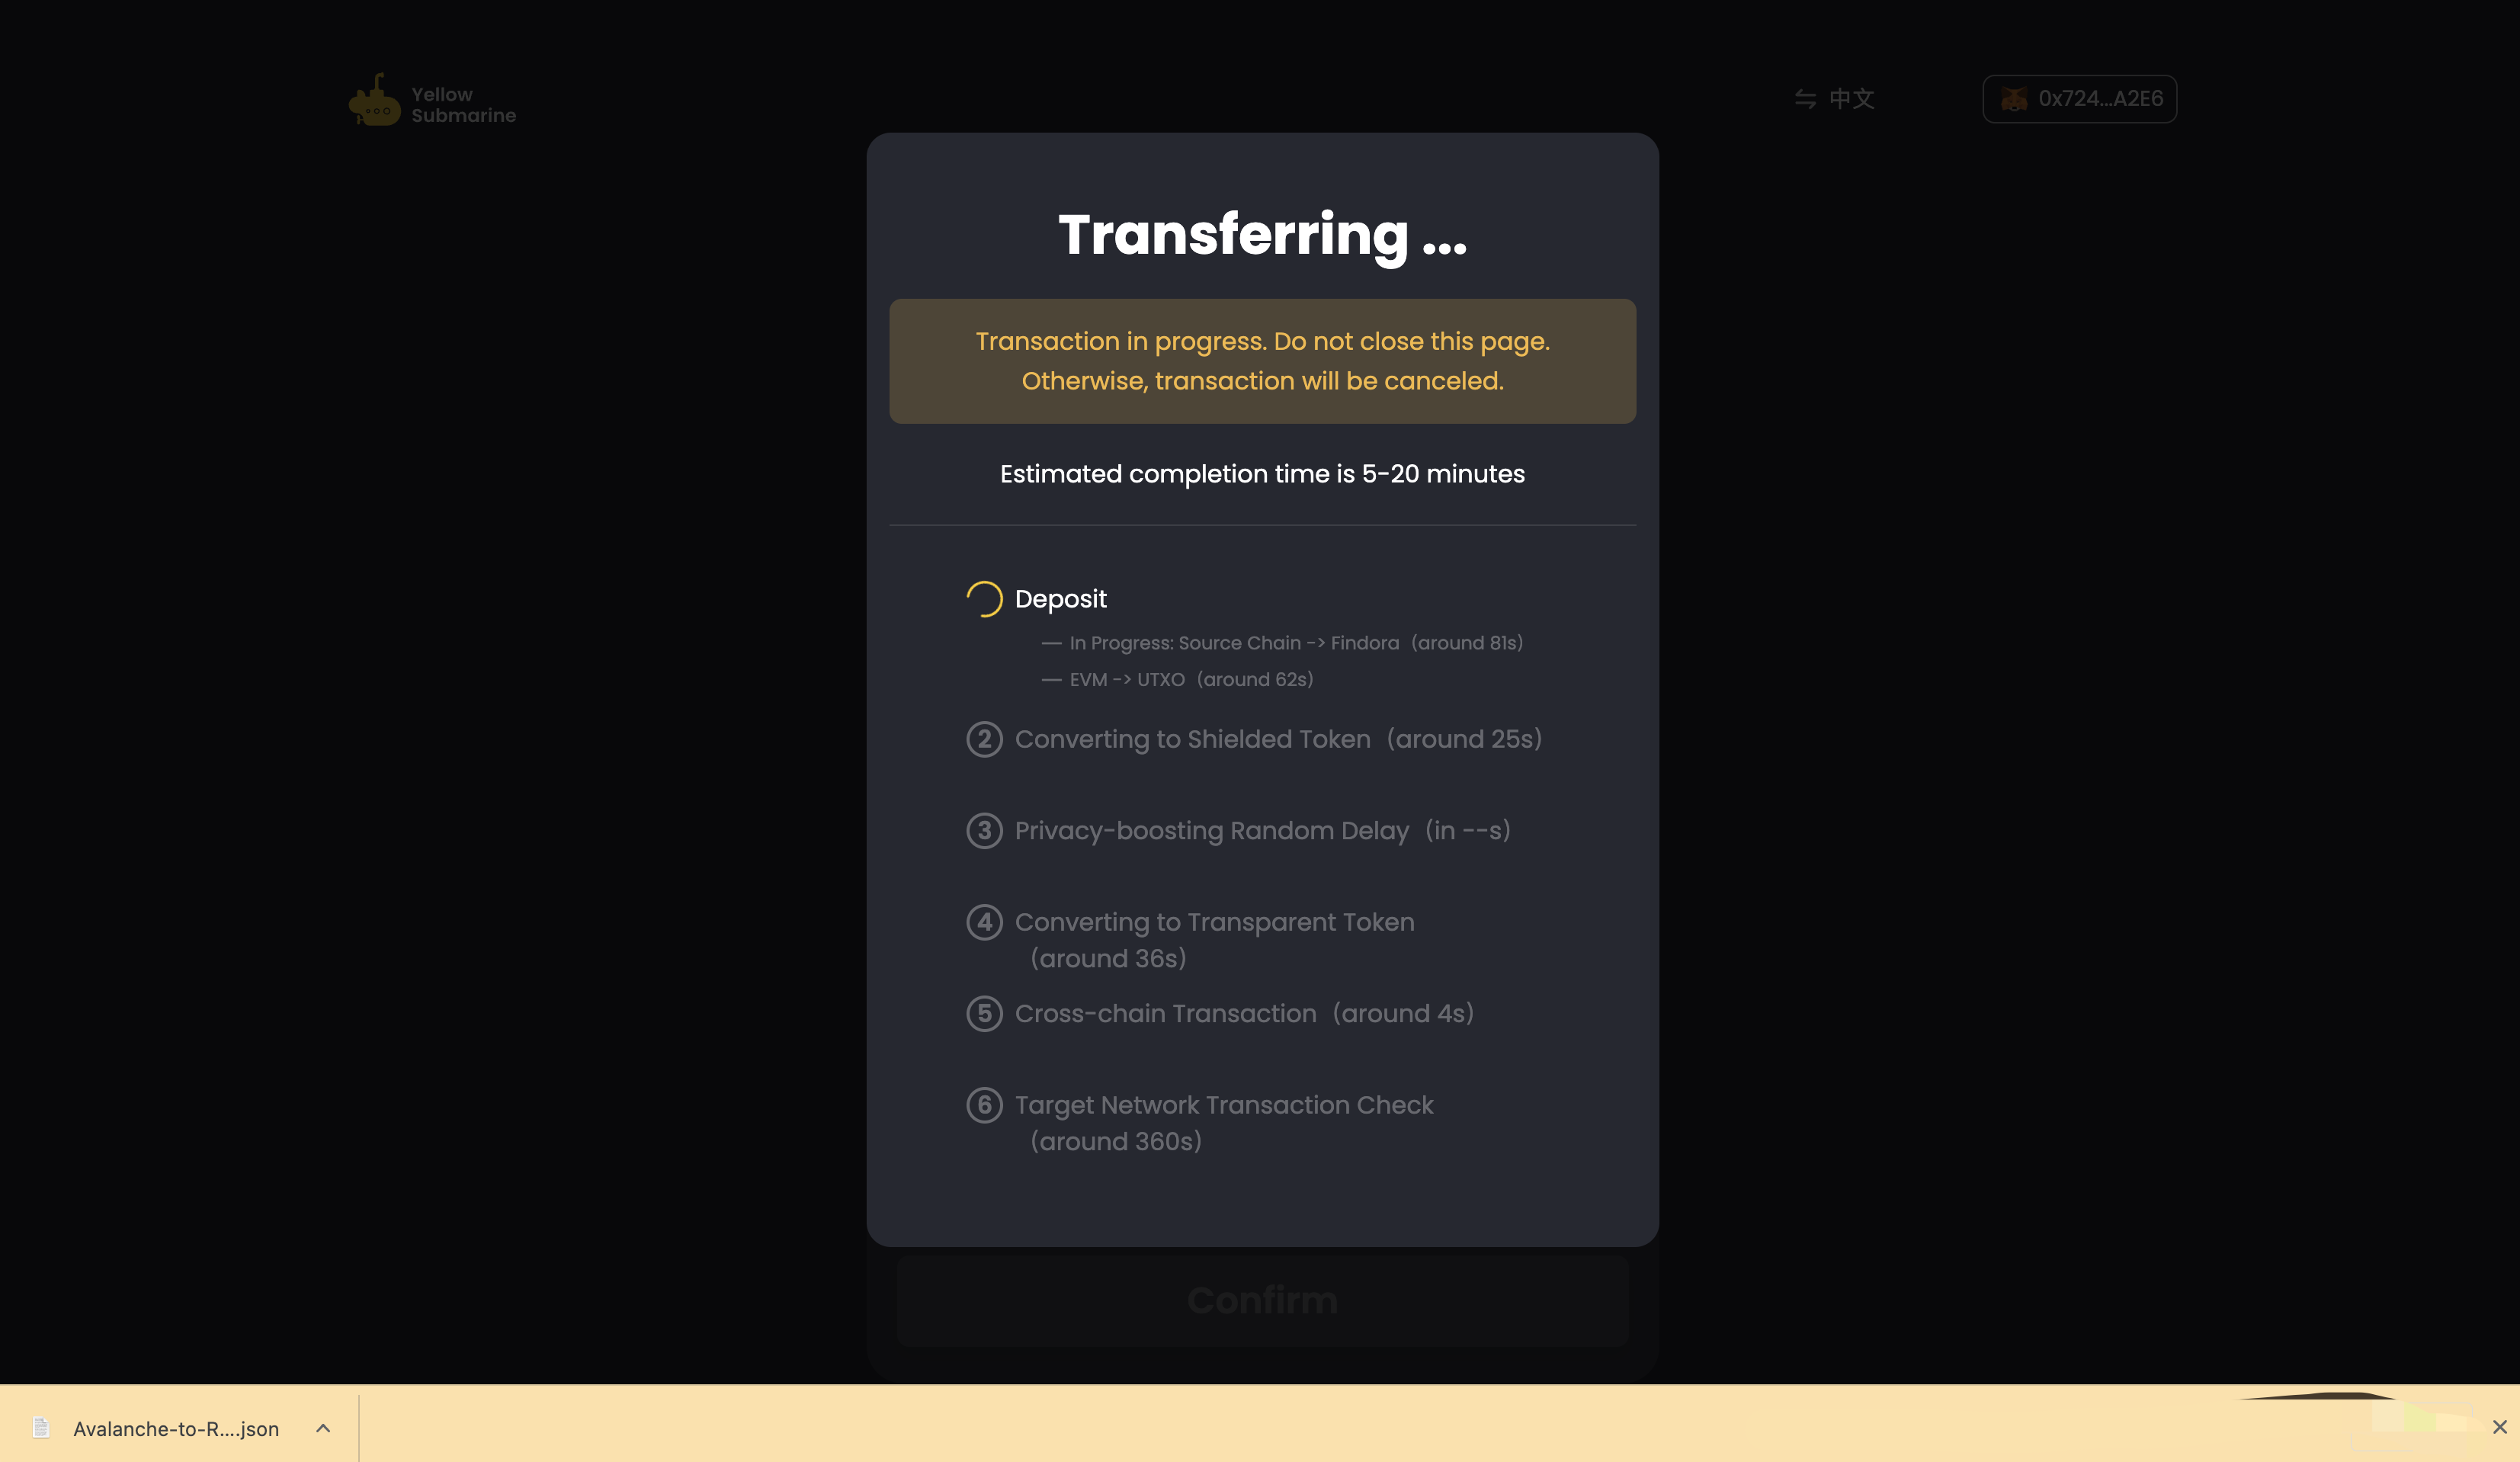 Yellow
Submarine
中文
0x724...A2E6
Transferring ...
Transaction in progress. Do not close this page.
Otherwise, transaction will be canceled.
Estimated completion time is 5-20 minutes
Deposit
— In Progress: Source Chain -> Findora (around 81s)
— EVM -> UTXO (around 62s)
2 Converting to Shielded Token (around 25s)
3 Privacy-boosting Random Delay (in --s)
4 Converting to Transparent Token
(around 36s)
5 Cross-chain Transaction (around 4s)
6 Target Network Transaction Check
(around 360s)
Confirm
Avalanche-to-R....json